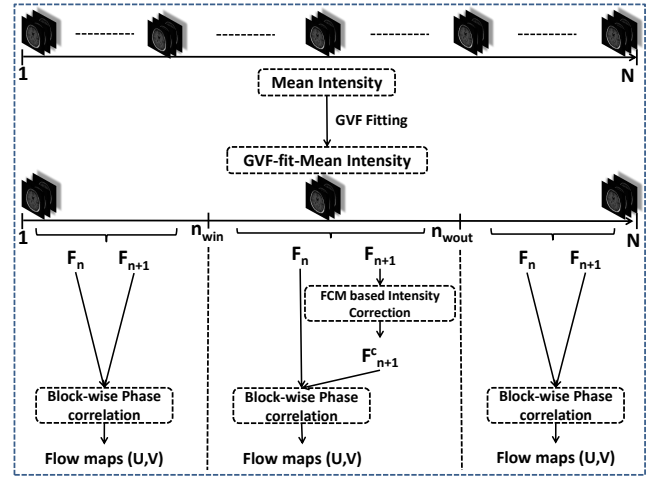 1
N
Mean Intensity
GVF Fitting
GVF-fit-Mean Intensity
1
n_win
n_wout
N
F_n F_n+1
F_n F_n+1
F_n F_n+1
FCM based Intensity
Correction
F^c_n+1
Block-wise Phase
correlation
Block-wise Phase
correlation
Block-wise Phase
correlation
Flow maps (U,V)
Flow maps (U,V)
Flow maps (U,V)